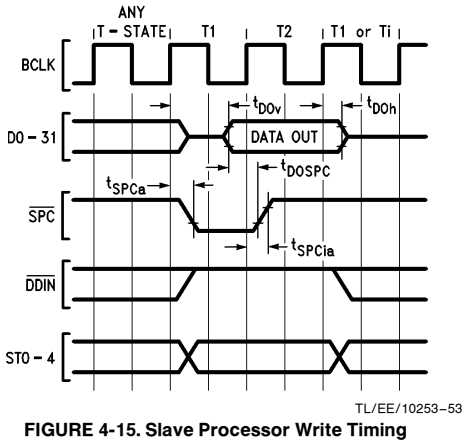 ANY
T - STATE T1 T2 T1 or Ti
BCLK
tDOv tDOh
D0 - 31 DATA OUT
tDOSPC
tSPCa
SPC
tSPCia
DDIN
ST0 - 4
TL/EE/10253-53
FIGURE 4-15. Slave Processor Write Timing